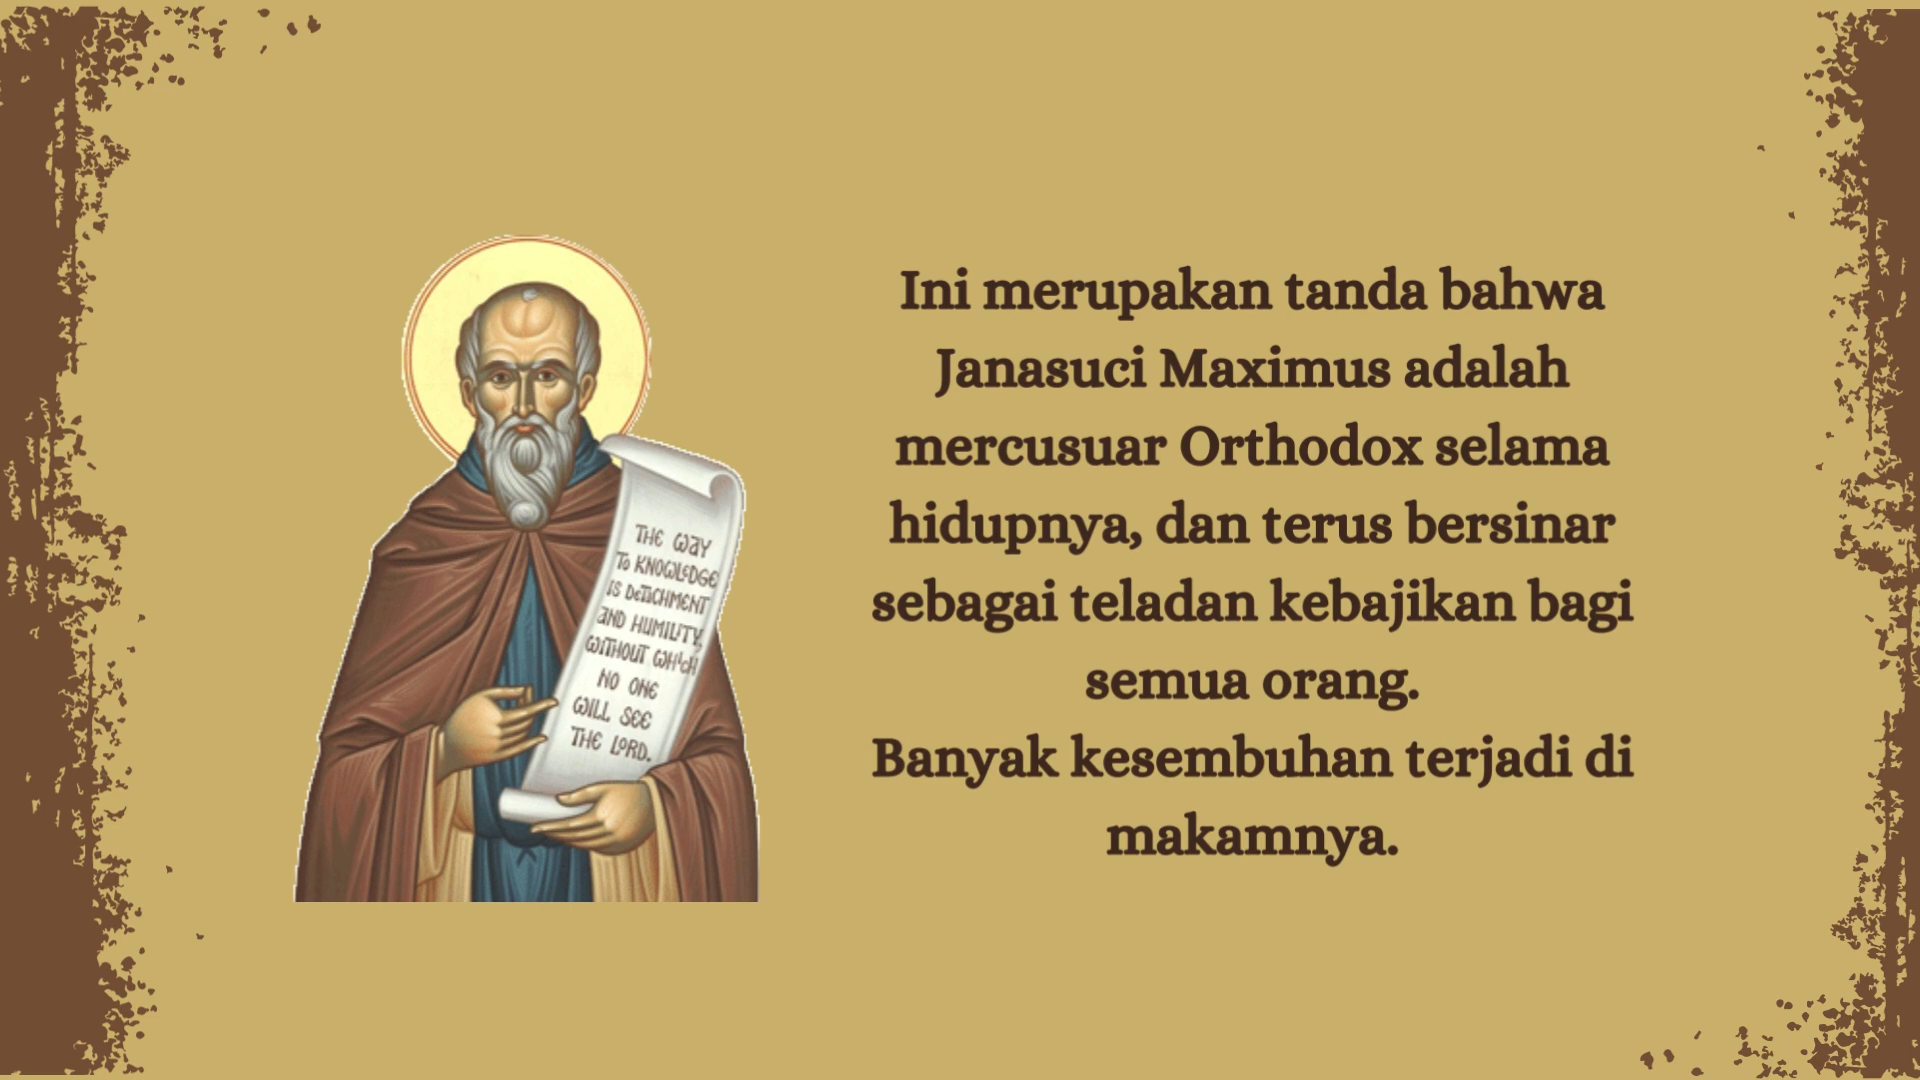 Ini merupakan tanda bahwa
Janasuci Maximus adalah
mercusuar Orthodox selama
hidupnya, dan terus bersinar
sebagai teladan kebajikan bagi
semua orang.
Banyak kesembuhan terjadi di
makamnya.
THE WAY
TO KNOWLEDGE
IS DETACHMENT
AND HUMILITY,
WITHOUT WHICH
NO ONE
WILL SEE
THE LORD.